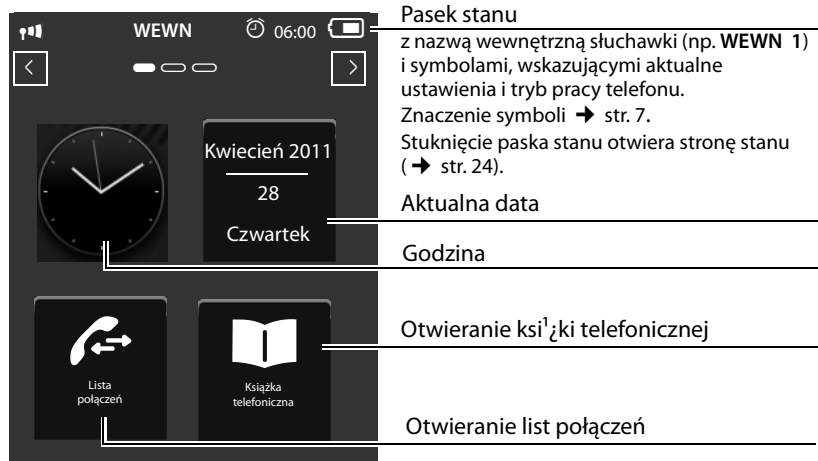 WEWN
06:00
Kwiecień 2011
28
Czwartek
Lista
połączeń
Książka
telefoniczna
Pasek stanu
z nazwą wewnętrzną słuchawki (np. WEWN 1)
i symbolami, wskazującymi aktualne
ustawienia i tryb pracy telefonu.
Znaczenie symboli ➔ str. 7.
Stuknięcie paska stanu otwiera stronę stanu
( ➔ str. 24).
Aktualna data
Godzina
Otwieranie ksi¹¿ki telefonicznej
Otwieranie list połączeń